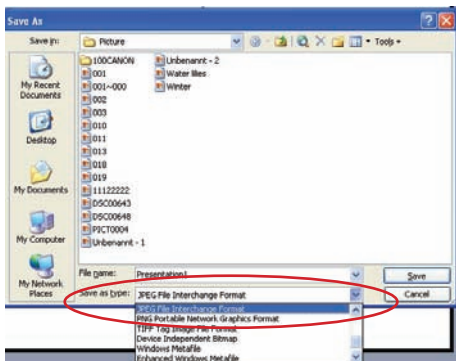 Save As
Save in:
Picture
Tools
My Recent Documents
Desktop
My Documents
My Computer
My Network Places
100CANON
001
001~000
002
003
010
011
013
018
019
11122222
DSC00643
DSC00648
PICT0004
Unbenannt - 1
Unbenannt - 2
Water lilies
Winter
File name:
Presentation1
Save
Save as type:
JPEG File Interchange Format
Cancel
JPEG File Interchange Format
PNG Portable Network Graphics Format
TIFF Tag Image File Format
Device Independent Bitmap
Windows Metafile
Enhanced Windows Metafile